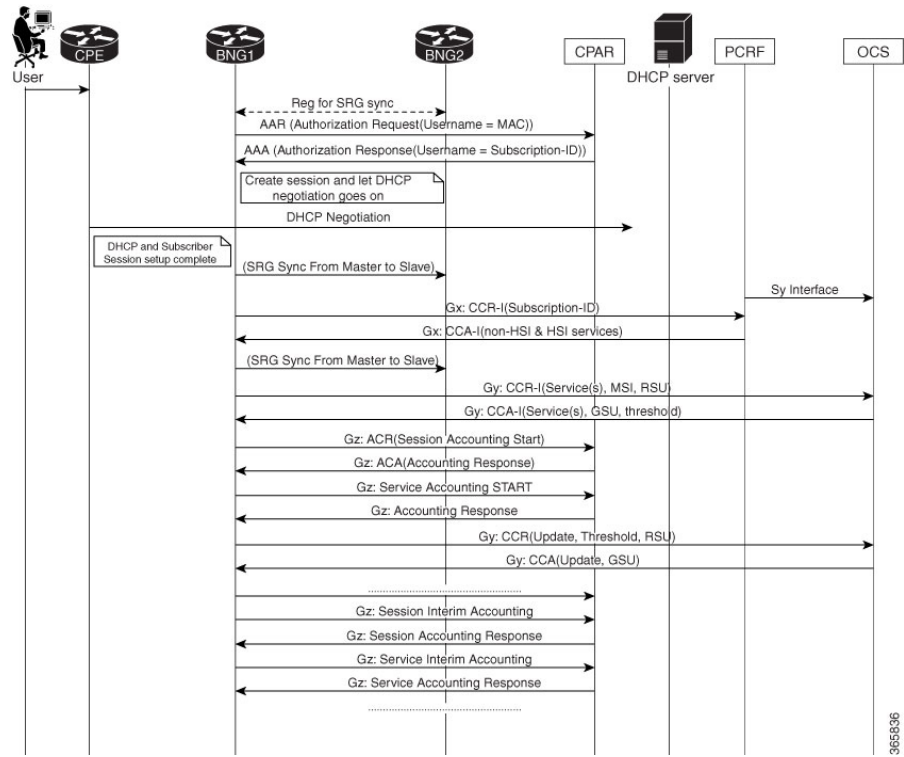 CPE
BNG1
BNG2
CPAR
PCRF
OCS
User
DHCP server
Reg for SRG sync
AAR (Authorization Request(Username = MAC))
AAA (Authorization Response(Username = Subscription-ID))
Create session and let DHCP
negotiation goes on
DHCP Negotiation
DHCP and Subscriber
Session setup complete
(SRG Sync From Master to Slave)
Sy Interface
Gx: CCR-I(Subscription-ID)
Gx: CCA-I(non-HSI & HSI services)
(SRG Sync From Master to Slave)
Gy: CCR-I(Service(s), MSI, RSU)
Gy: CCA-I(Service(s), GSU, threshold)
Gz: ACR(Session Accounting Start)
Gz: ACA(Accounting Response)
Gz: Service Accounting START
Gz: Accounting Response
Gy: CCR(Update, Threshold, RSU)
Gy: CCA(Update, GSU)
Gz: Session Interim Accounting
Gz: Session Accounting Response
Gz: Service Interim Accounting
Gz: Service Accounting Response
365836